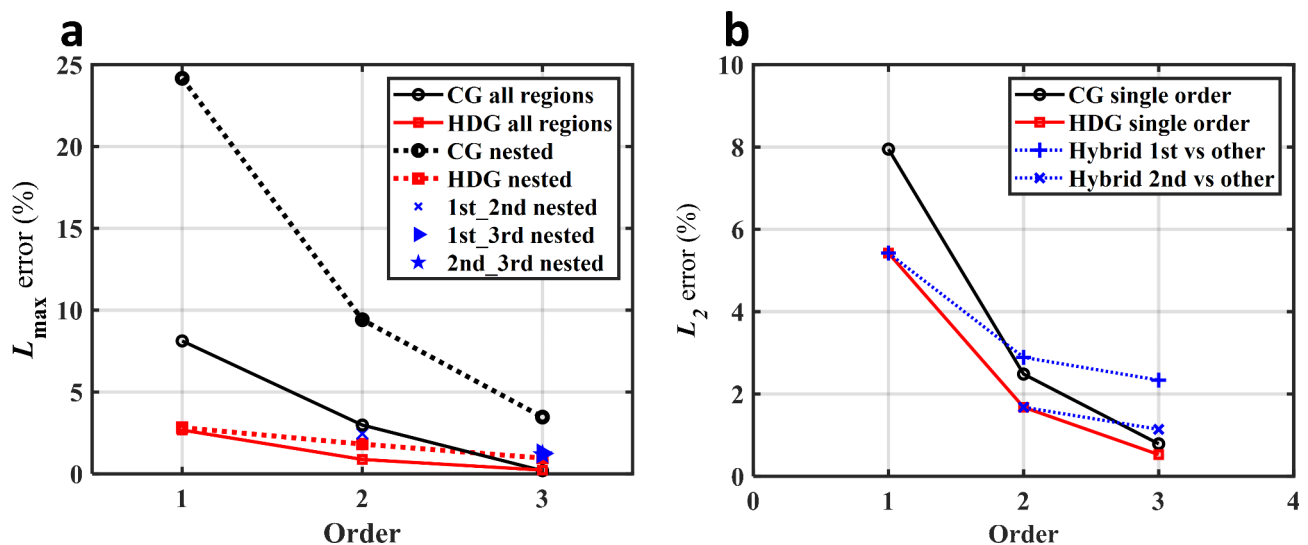 a
25
20
15
10
5
0
1
2
3
L_max error (%)
Order
CG all regions
HDG all regions
CG nested
HDG nested
1st_2nd nested
1st_3rd nested
2nd_3rd nested
b
10
8
6
4
2
0
0
1
2
3
4
L_2 error (%)
Order
CG single order
HDG single order
Hybrid 1st vs other
Hybrid 2nd vs other